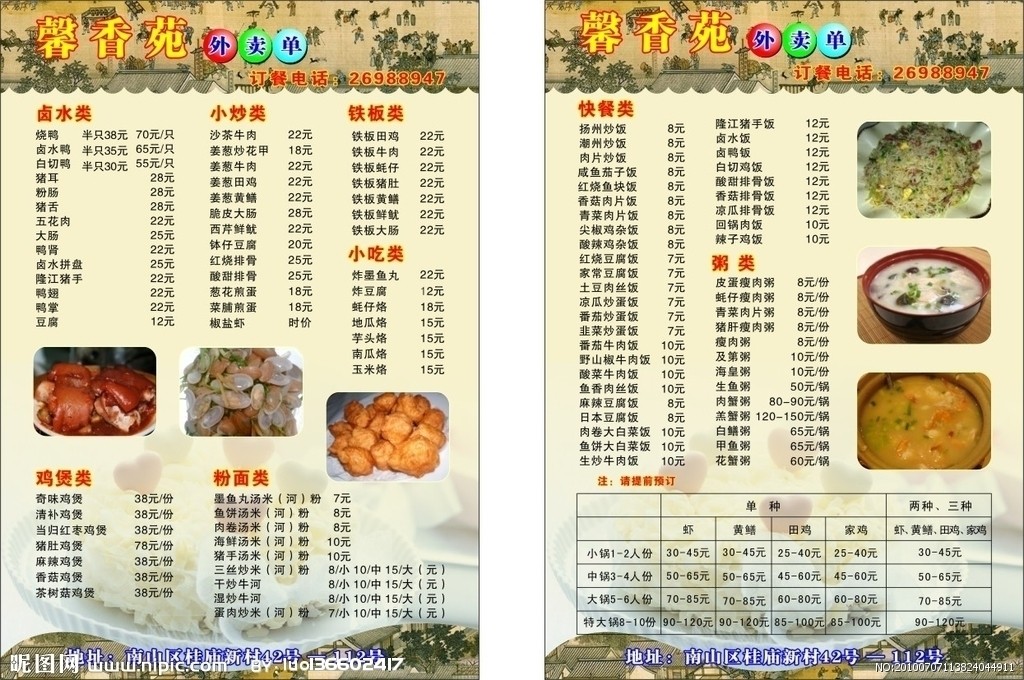 馨香苑 外卖单
订餐电话：26988947
卤水类
烧鸭 半只38元 70元/只
卤水鸭 半只35元 65元/只
白切鸭 半只30元 55元/只
猪耳 28元
粉肠 28元
猪舌 28元
五花肉 22元
大肠 25元
鸭肾 22元
卤水拼盘 25元
隆江猪手 22元
鸭翅 22元
鸭掌 22元
豆腐 12元
小炒类
沙茶牛肉 22元
姜葱炒花甲 18元
姜葱牛肉 22元
姜葱田鸡 22元
姜葱黄鳝 22元
脆皮大肠 28元
西芹鲜鱿 22元
钵仔豆腐 20元
红烧排骨 25元
酸甜排骨 25元
葱花煎蛋 18元
菜脯煎蛋 18元
椒盐虾 时价
铁板类
铁板田鸡 22元
铁板牛肉 22元
铁板蚝仔 22元
铁板猪肚 22元
铁板黄鳝 22元
铁板鲜鱿 22元
铁板大肠 22元
小吃类
炸墨鱼丸 22元
炸豆腐 12元
蚝仔烙 18元
地瓜烙 15元
芋头烙 15元
南瓜烙 15元
玉米烙 15元
鸡煲类
奇味鸡煲 38元/份
清补鸡煲 38元/份
当归红枣鸡煲 38元/份
猪肚鸡煲 78元/份
麻辣鸡煲 38元/份
香菇鸡煲 38元/份
茶树菇鸡煲 38元/份
粉面类
墨鱼丸汤米（河）粉 7元
鱼饼汤米（河）粉 8元
肉卷汤米（河）粉 8元
海鲜汤米（河）粉 10元
猪手汤米（河）粉 10元
三丝炒米（河）粉 8/小 10/中 15/大（元）
干炒牛河 8/小 10/中 15/大（元）
湿炒牛河 8/小 10/中 15/大（元）
蛋肉炒米（河）粉 7/小 10/中 15/大（元）
地址：南山区桂庙新村42号 — 112号
昵图网 www.nipic.com BY: luo136602417
馨香苑 外卖单
订餐电话：26988947
快餐类
扬州炒饭 8元
潮州炒饭 8元
肉片炒饭 8元
咸鱼茄子饭 8元
红烧鱼块饭 8元
香菇肉片饭 8元
青菜肉片饭 8元
尖椒鸡杂饭 8元
酸辣鸡杂饭 8元
红烧豆腐饭 7元
家常豆腐饭 7元
土豆肉丝饭 8元
凉瓜炒蛋饭 7元
番茄炒蛋饭 7元
韭菜炒蛋饭 7元
番茄牛肉饭 10元
野山椒牛肉饭 10元
酸菜牛肉饭 10元
鱼香肉丝饭 10元
麻辣豆腐饭 8元
日本豆腐饭 8元
肉卷大白菜饭 10元
鱼饼大白菜饭 10元
生炒牛肉饭 10元
隆江猪手饭 12元
卤水饭 12元
卤鸭饭 12元
白切鸡饭 12元
酸甜排骨饭 12元
香菇排骨饭 12元
凉瓜排骨饭 12元
回锅肉饭 10元
辣子鸡饭 10元
粥类
皮蛋瘦肉粥 8元/份
蚝仔瘦肉粥 8元/份
青菜肉片粥 8元/份
猪肝瘦肉粥 8元/份
瘦肉粥 8元/份
及第粥 10元/份
海皇粥 10元/份
生鱼粥 50元/锅
肉蟹粥 80-90元/锅
羔蟹粥 120-150元/锅
白鳝粥 65元/锅
甲鱼粥 65元/锅
花蟹粥 60元/锅
注：请提前预订
单 种 两种、三种
虾 黄鳝 田鸡 家鸡 虾、黄鳝、田鸡、家鸡
小锅1-2人份 30-45元 30-45元 25-40元 25-40元 30-45元
中锅3-4人份 50-65元 50-65元 45-60元 45-60元 50-65元
大锅5-6人份 70-85元 70-85元 60-80元 60-80元 70-85元
特大锅8-10份 90-120元 90-120元 85-100元 85-100元 90-120元
地址：南山区桂庙新村42号 — 112号
NO:20100707113824044911